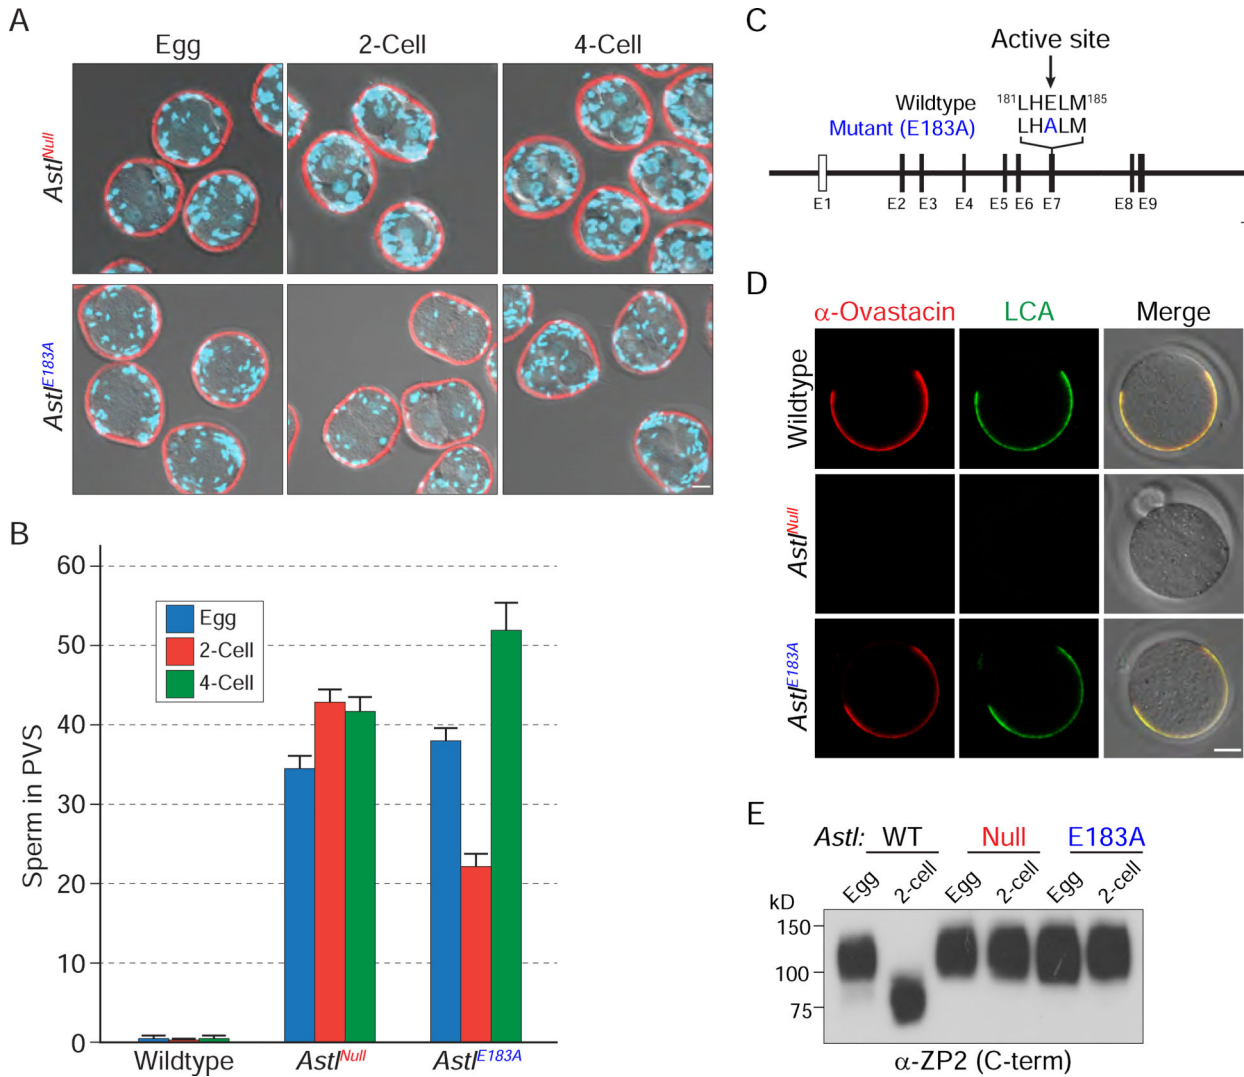 A
Egg 2-Cell 4-Cell
Astl^Null
Astl^E183A
B
Sperm in PVS
60
50
40
30
20
10
0
Egg
2-Cell
4-Cell
Wildtype Astl^Null Astl^E183A
C
Active site
Wildtype ¹⁸¹LHELM¹⁸⁵
Mutant (E183A) LHALM
E1 E2 E3 E4 E5 E6 E7 E8 E9
D
α-Ovastacin LCA Merge
Wildtype
Astl^Null
Astl^E183A
E
Astl: WT Null E183A
Egg 2-cell Egg 2-cell Egg 2-cell
kD
150
100
75
α-ZP2 (C-term)